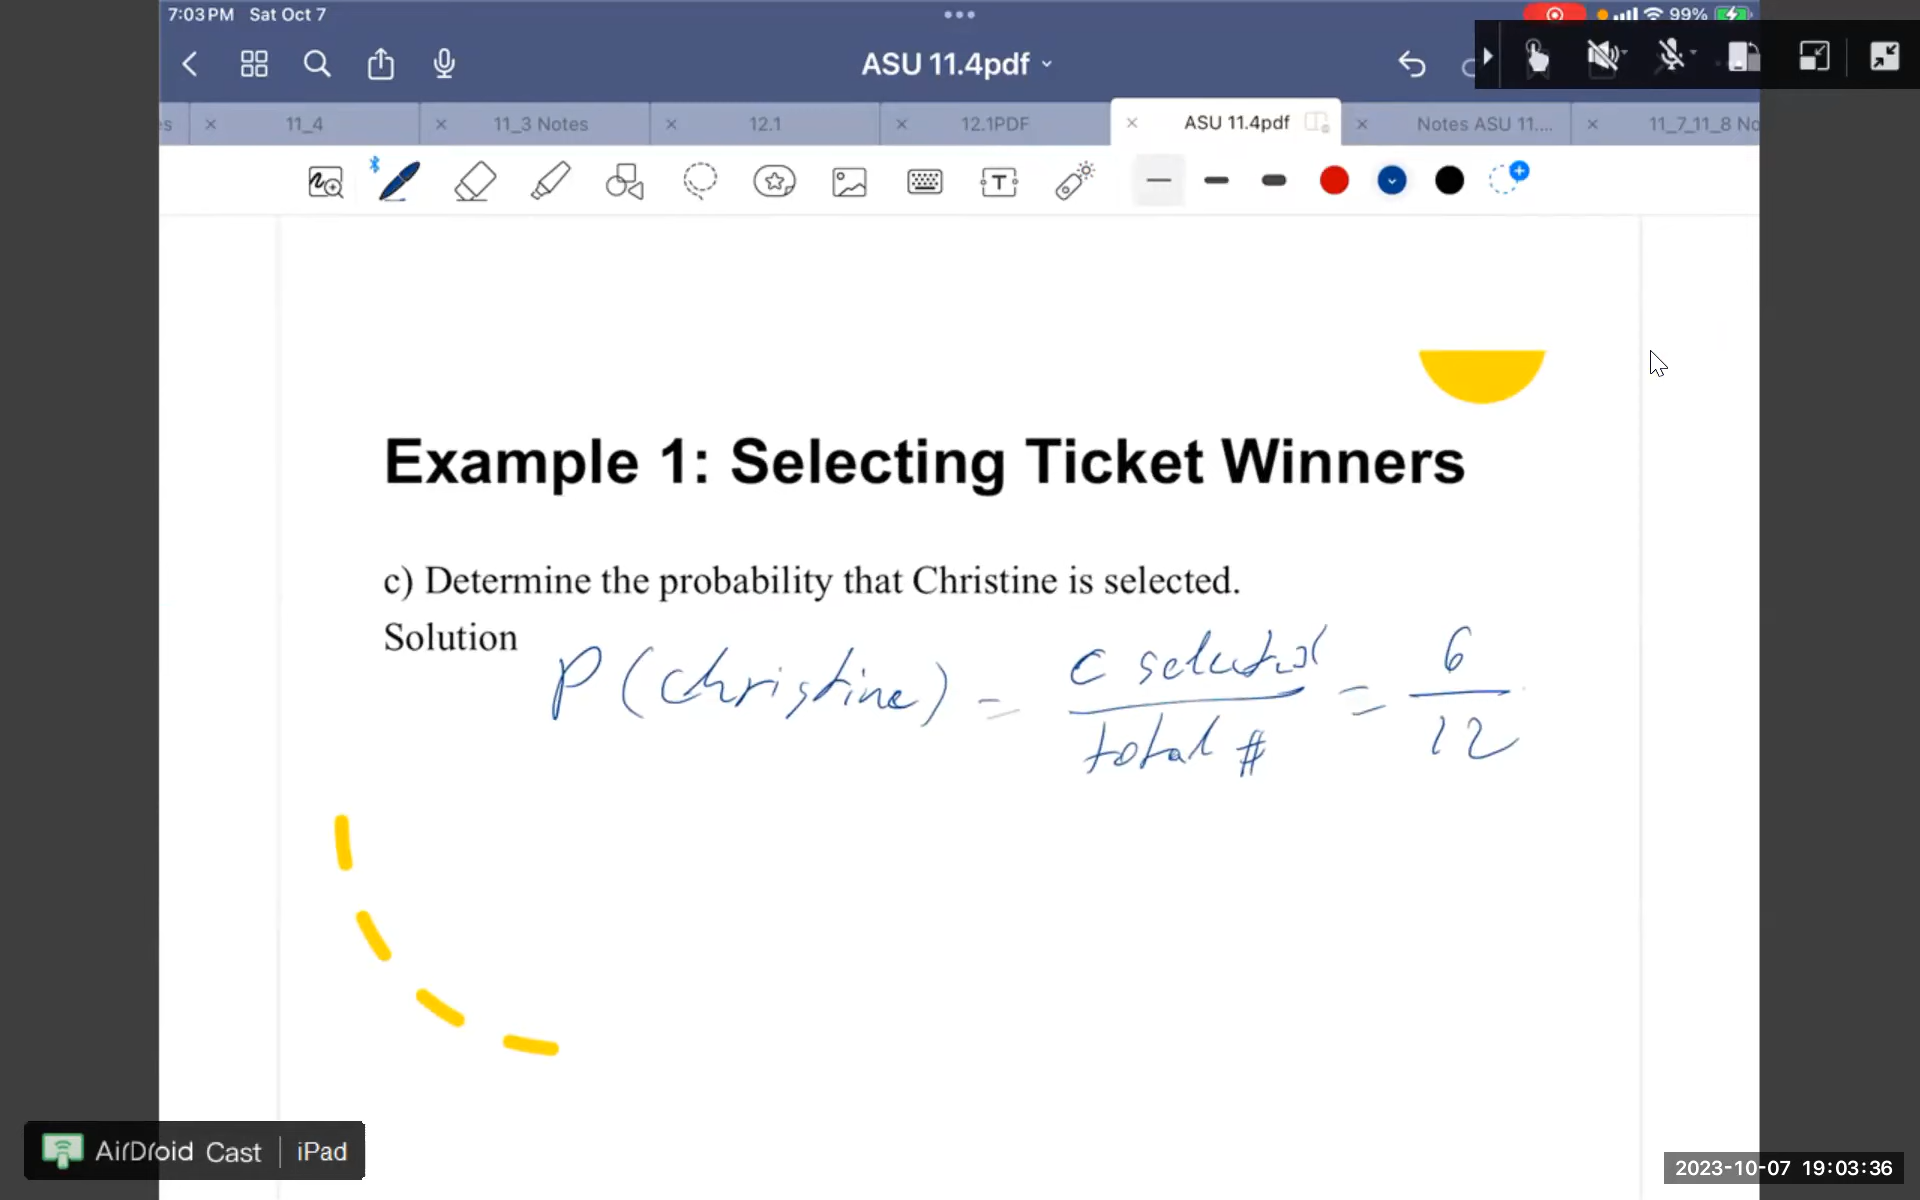 7:03 PM Sat Oct 7
99%
ASU 11.4pdf
11_4
11_3 Notes
12.1
12.1PDF
ASU 11.4pdf
Notes ASU 11....
11_7_11_8 No
T
Example 1: Selecting Ticket Winners
c) Determine the probability that Christine is selected.
Solution
P(christine) = C selected / total # = 6 / 12
AirDroid Cast | iPad
2023-10-07 19:03:36